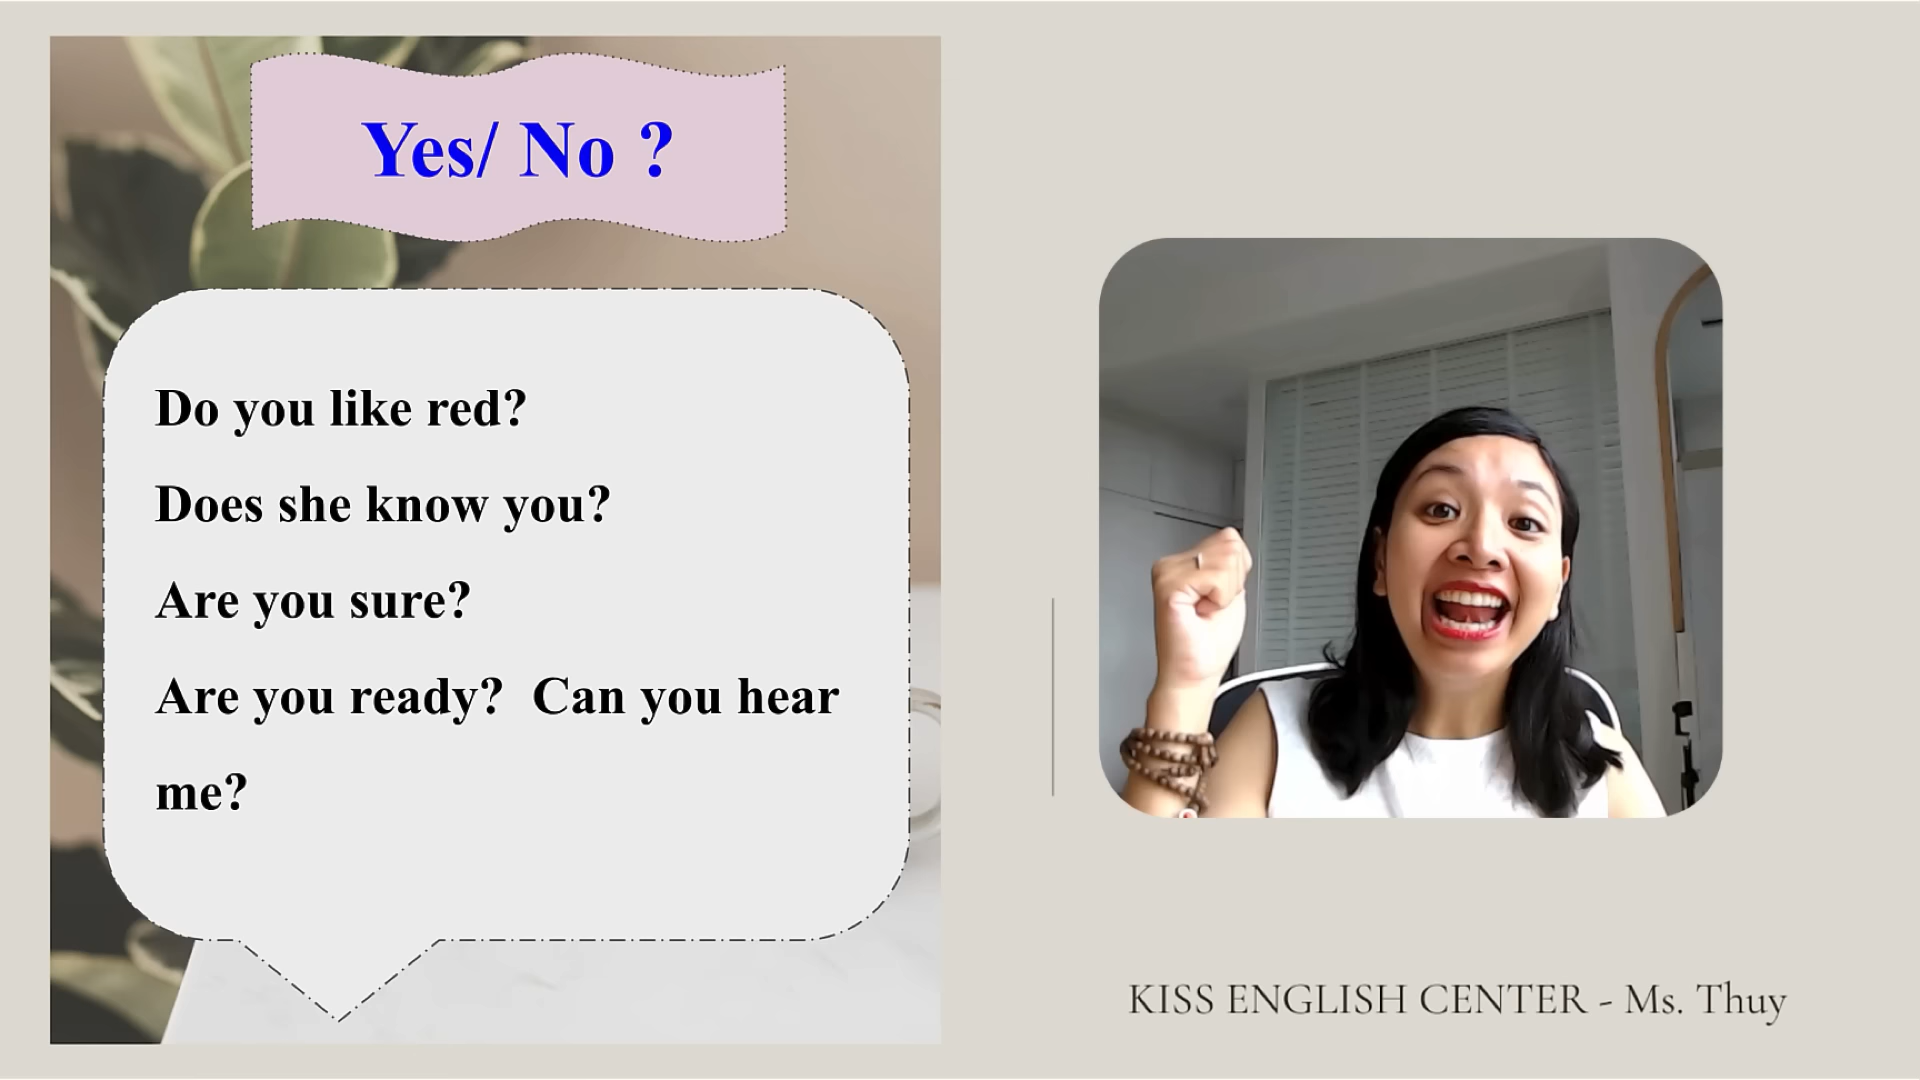 Yes/ No ?
Do you like red?
Does she know you?
Are you sure?
Are you ready?  Can you hear
me?
KISS ENGLISH CENTER - Ms. Thuy